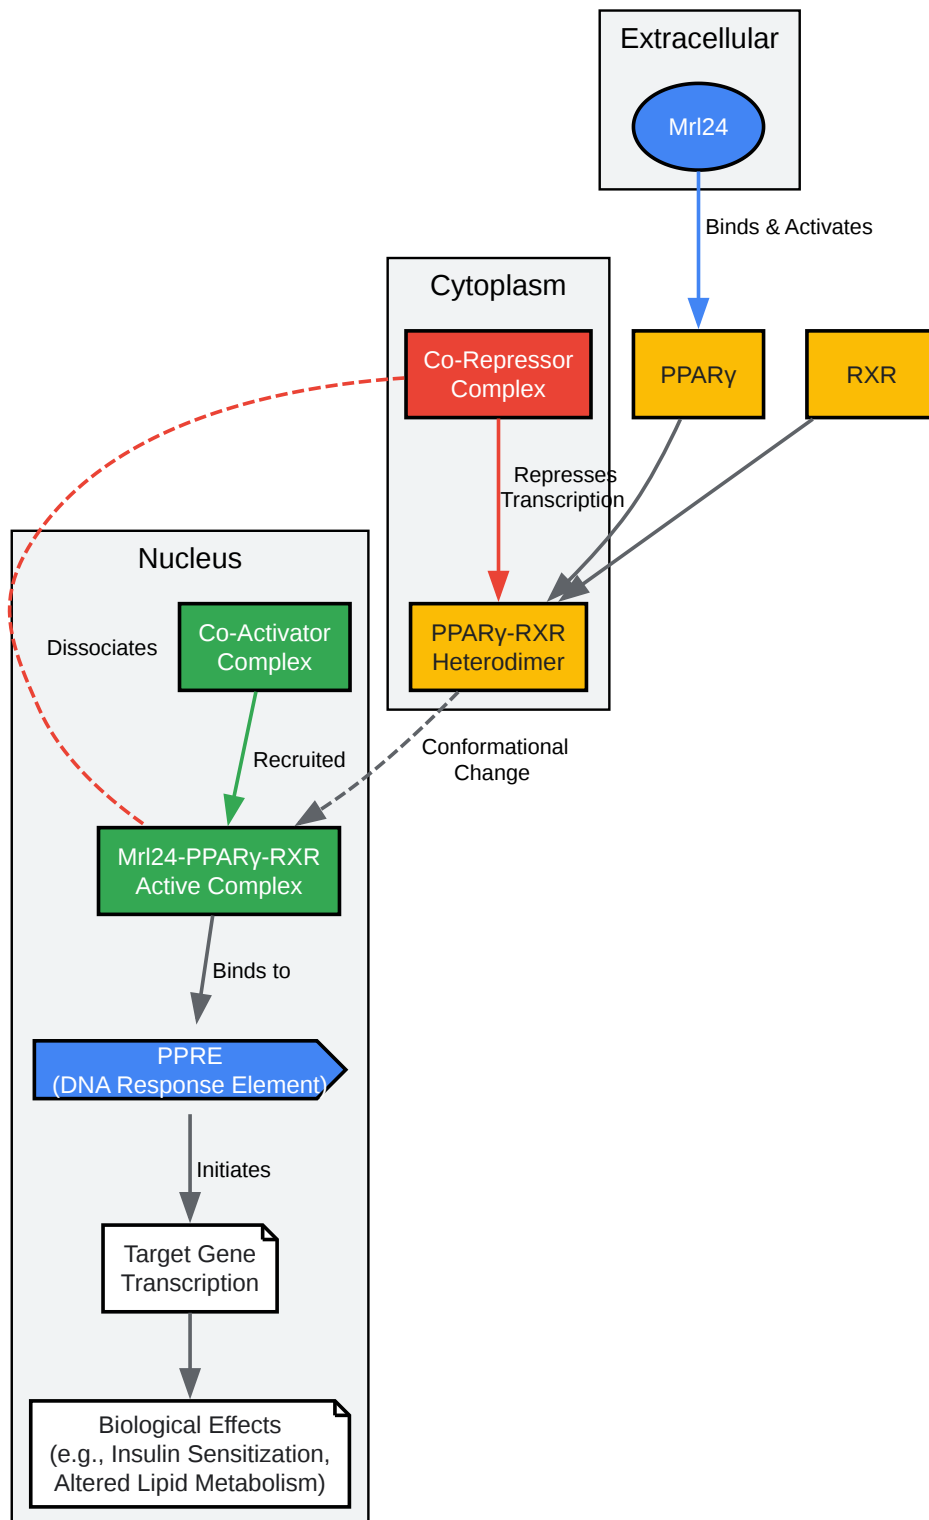 Extracellular
Mrl24
Binds & Activates
Cytoplasm
Co-Repressor
Complex
PPARγ
RXR
Represses
Transcription
Nucleus
Co-Activator
Complex
PPARγ-RXR
Heterodimer
Dissociates
Recruited
Conformational
Change
Mrl24-PPARγ-RXR
Active Complex
Binds to
PPRE
(DNA Response Element)
Initiates
Target Gene
Transcription
Biological Effects
(e.g., Insulin Sensitization,
Altered Lipid Metabolism)